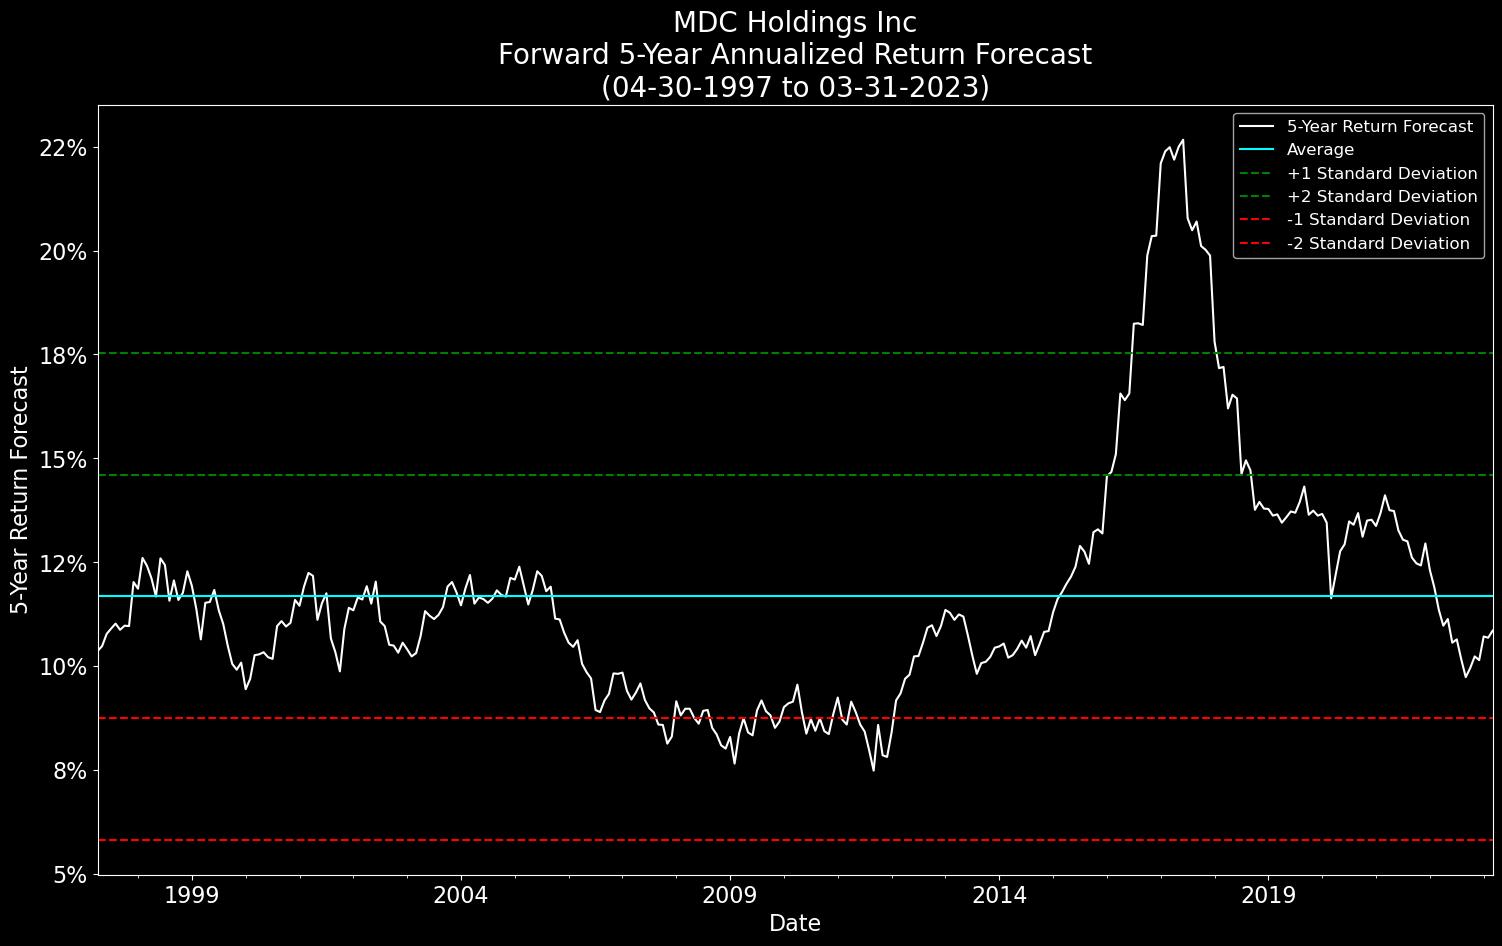 MDC Holdings Inc
Forward 5-Year Annualized Return Forecast
(04-30-1997 to 03-31-2023)
5-Year Return Forecast
Average
+1 Standard Deviation
+2 Standard Deviation
-1 Standard Deviation
-2 Standard Deviation
22%
20%
18%
15%
12%
10%
8%
5%
5-Year Return Forecast
1999
2004
2009
2014
2019
Date